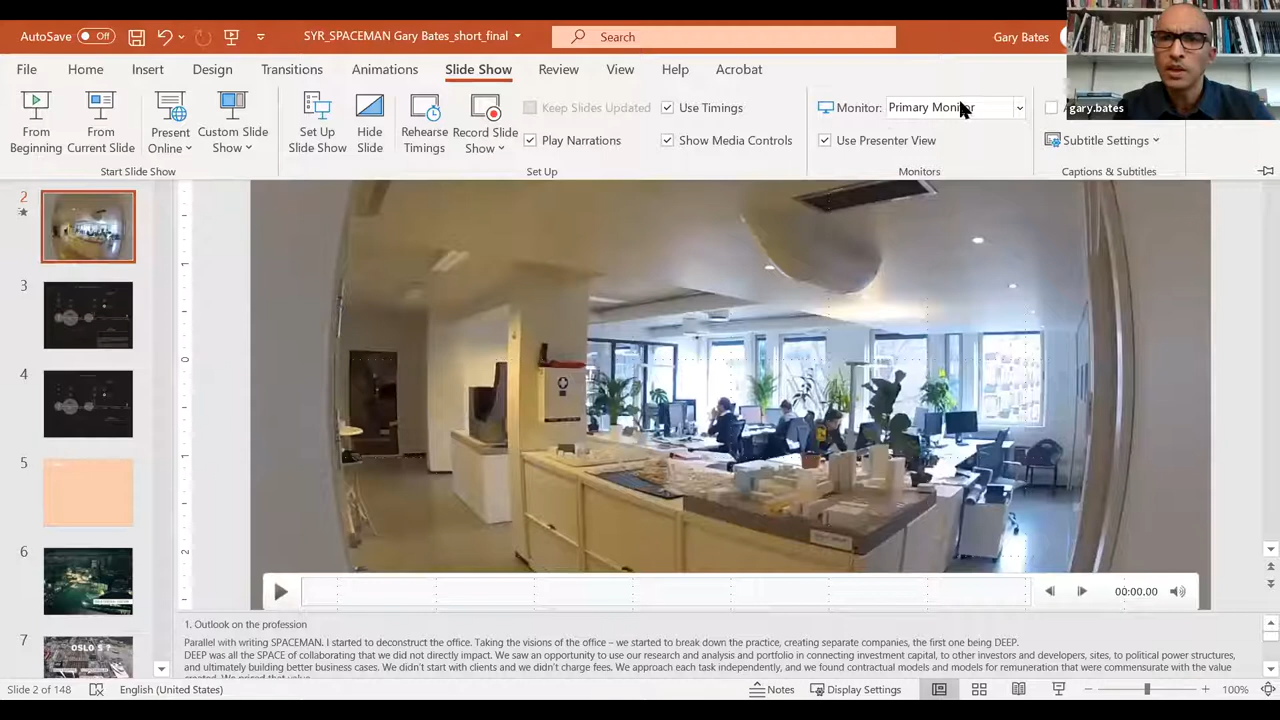 AutoSave Off SYR_SPACEMAN Gary Bates_short_final Search Gary Bates
File Home Insert Design Transitions Animations Slide Show Review View Help Acrobat
gary.bates
From Beginning
From Current Slide
Present Online
Custom Slide Show
Set Up Slide Show
Hide Slide
Rehearse Timings
Record Slide Show
Keep Slides Updated
Play Narrations
Use Timings
Show Media Controls
Monitor: Primary Monitor
Use Presenter View
Subtitle Settings
Start Slide Show Set Up Monitors Captions & Subtitles
2
3
4
5
6
7
OSLO S ?
1
0
1
2
00:00.00
1. Outlook on the profession
Parallel with writing SPACEMAN. I started to deconstruct the office. Taking the visions of the office – we started to break down the practice, creating separate companies, the first one being DEEP.
DEEP was all the SPACE of collaborating that we did not directly impact. We saw an opportunity to use our research and analysis and portfolio in connecting investment capital, to other investors and developers, sites, to political power structures,
and ultimately building better business cases. We didn't start with clients and we didn't charge fees. We approach each task independently, and we found contractual models and models for remuneration that were commensurate with the value
Slide 2 of 148 English (United States) Notes Display Settings 100%